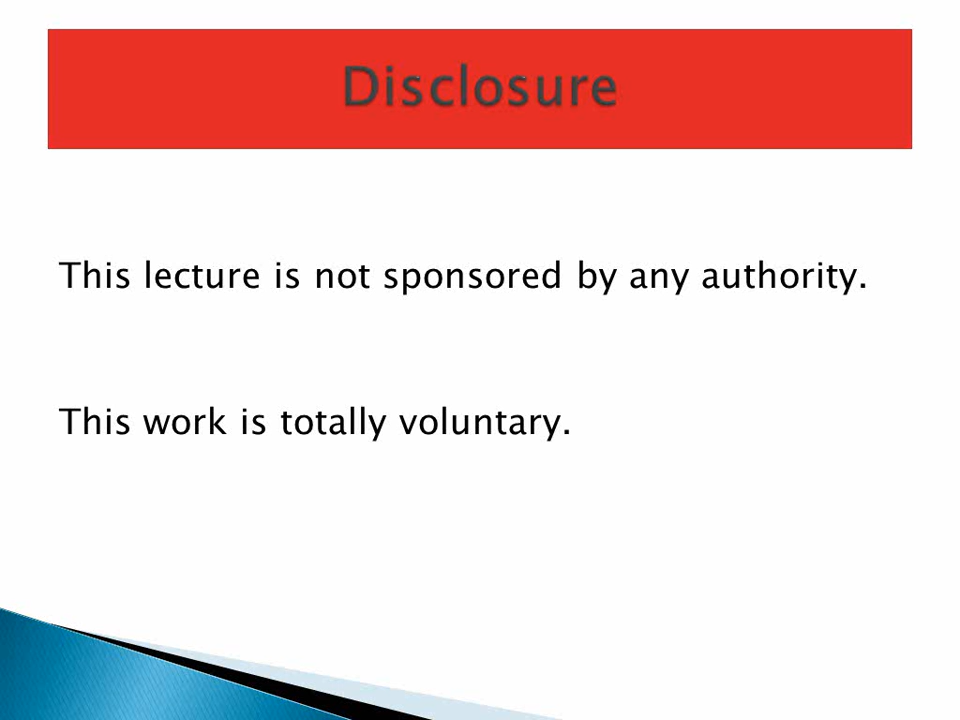 Disclosure
This lecture is not sponsored by any authority.
This work is totally voluntary.